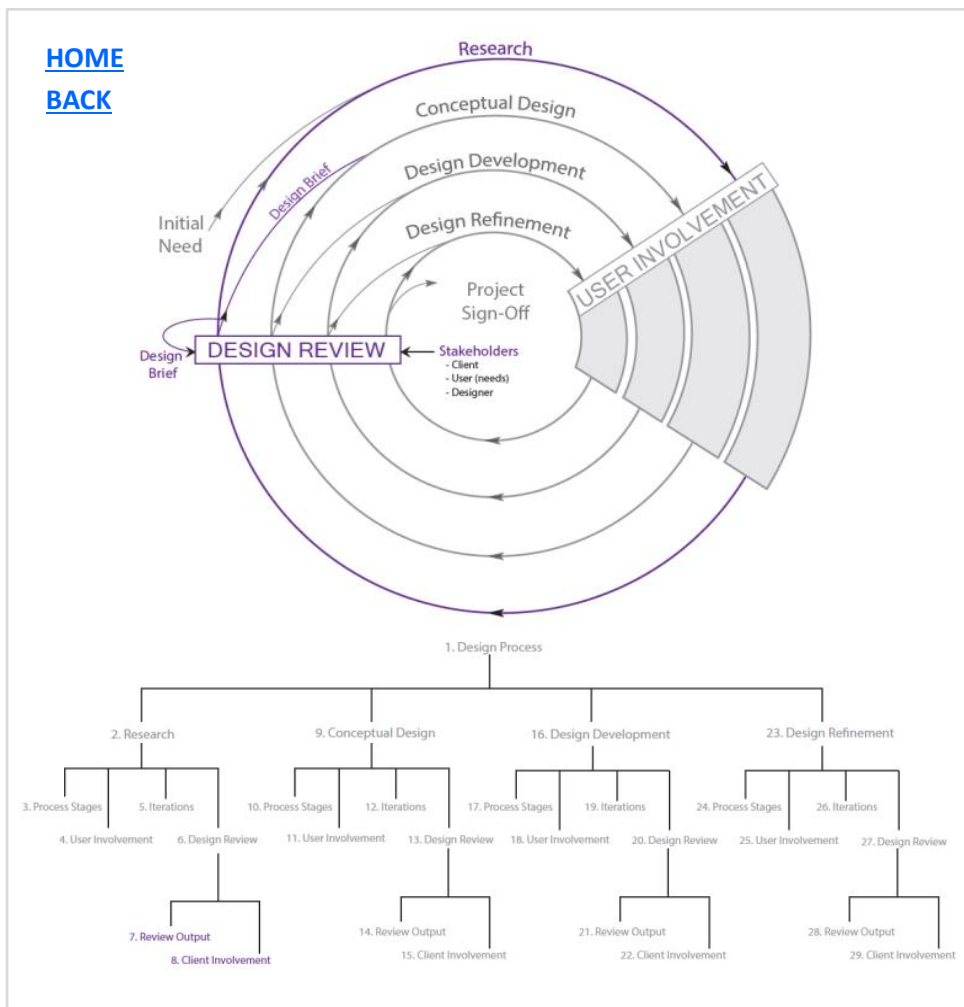 HOME
BACK
Research
Conceptual Design
Design Brief
Design Development
Design Refinement
USER INVOLVEMENT
Initial
Need
Project
Sign-Off
DESIGN REVIEW
Design
Brief
Stakeholders
- Client
- User (needs)
- Designer
1. Design Process
2. Research
9. Conceptual Design
16. Design Development
23. Design Refinement
3. Process Stages
5. Iterations
10. Process Stages
12. Iterations
17. Process Stages
19. Iterations
24. Process Stages
26. Iterations
4. User Involvement
6. Design Review
11. User Involvement
13. Design Review
18. User Involvement
20. Design Review
25. User Involvement
27. Design Review
7. Review Output
14. Review Output
21. Review Output
28. Review Output
8. Client Involvement
15. Client Involvement
22. Client Involvement
29. Client Involvement